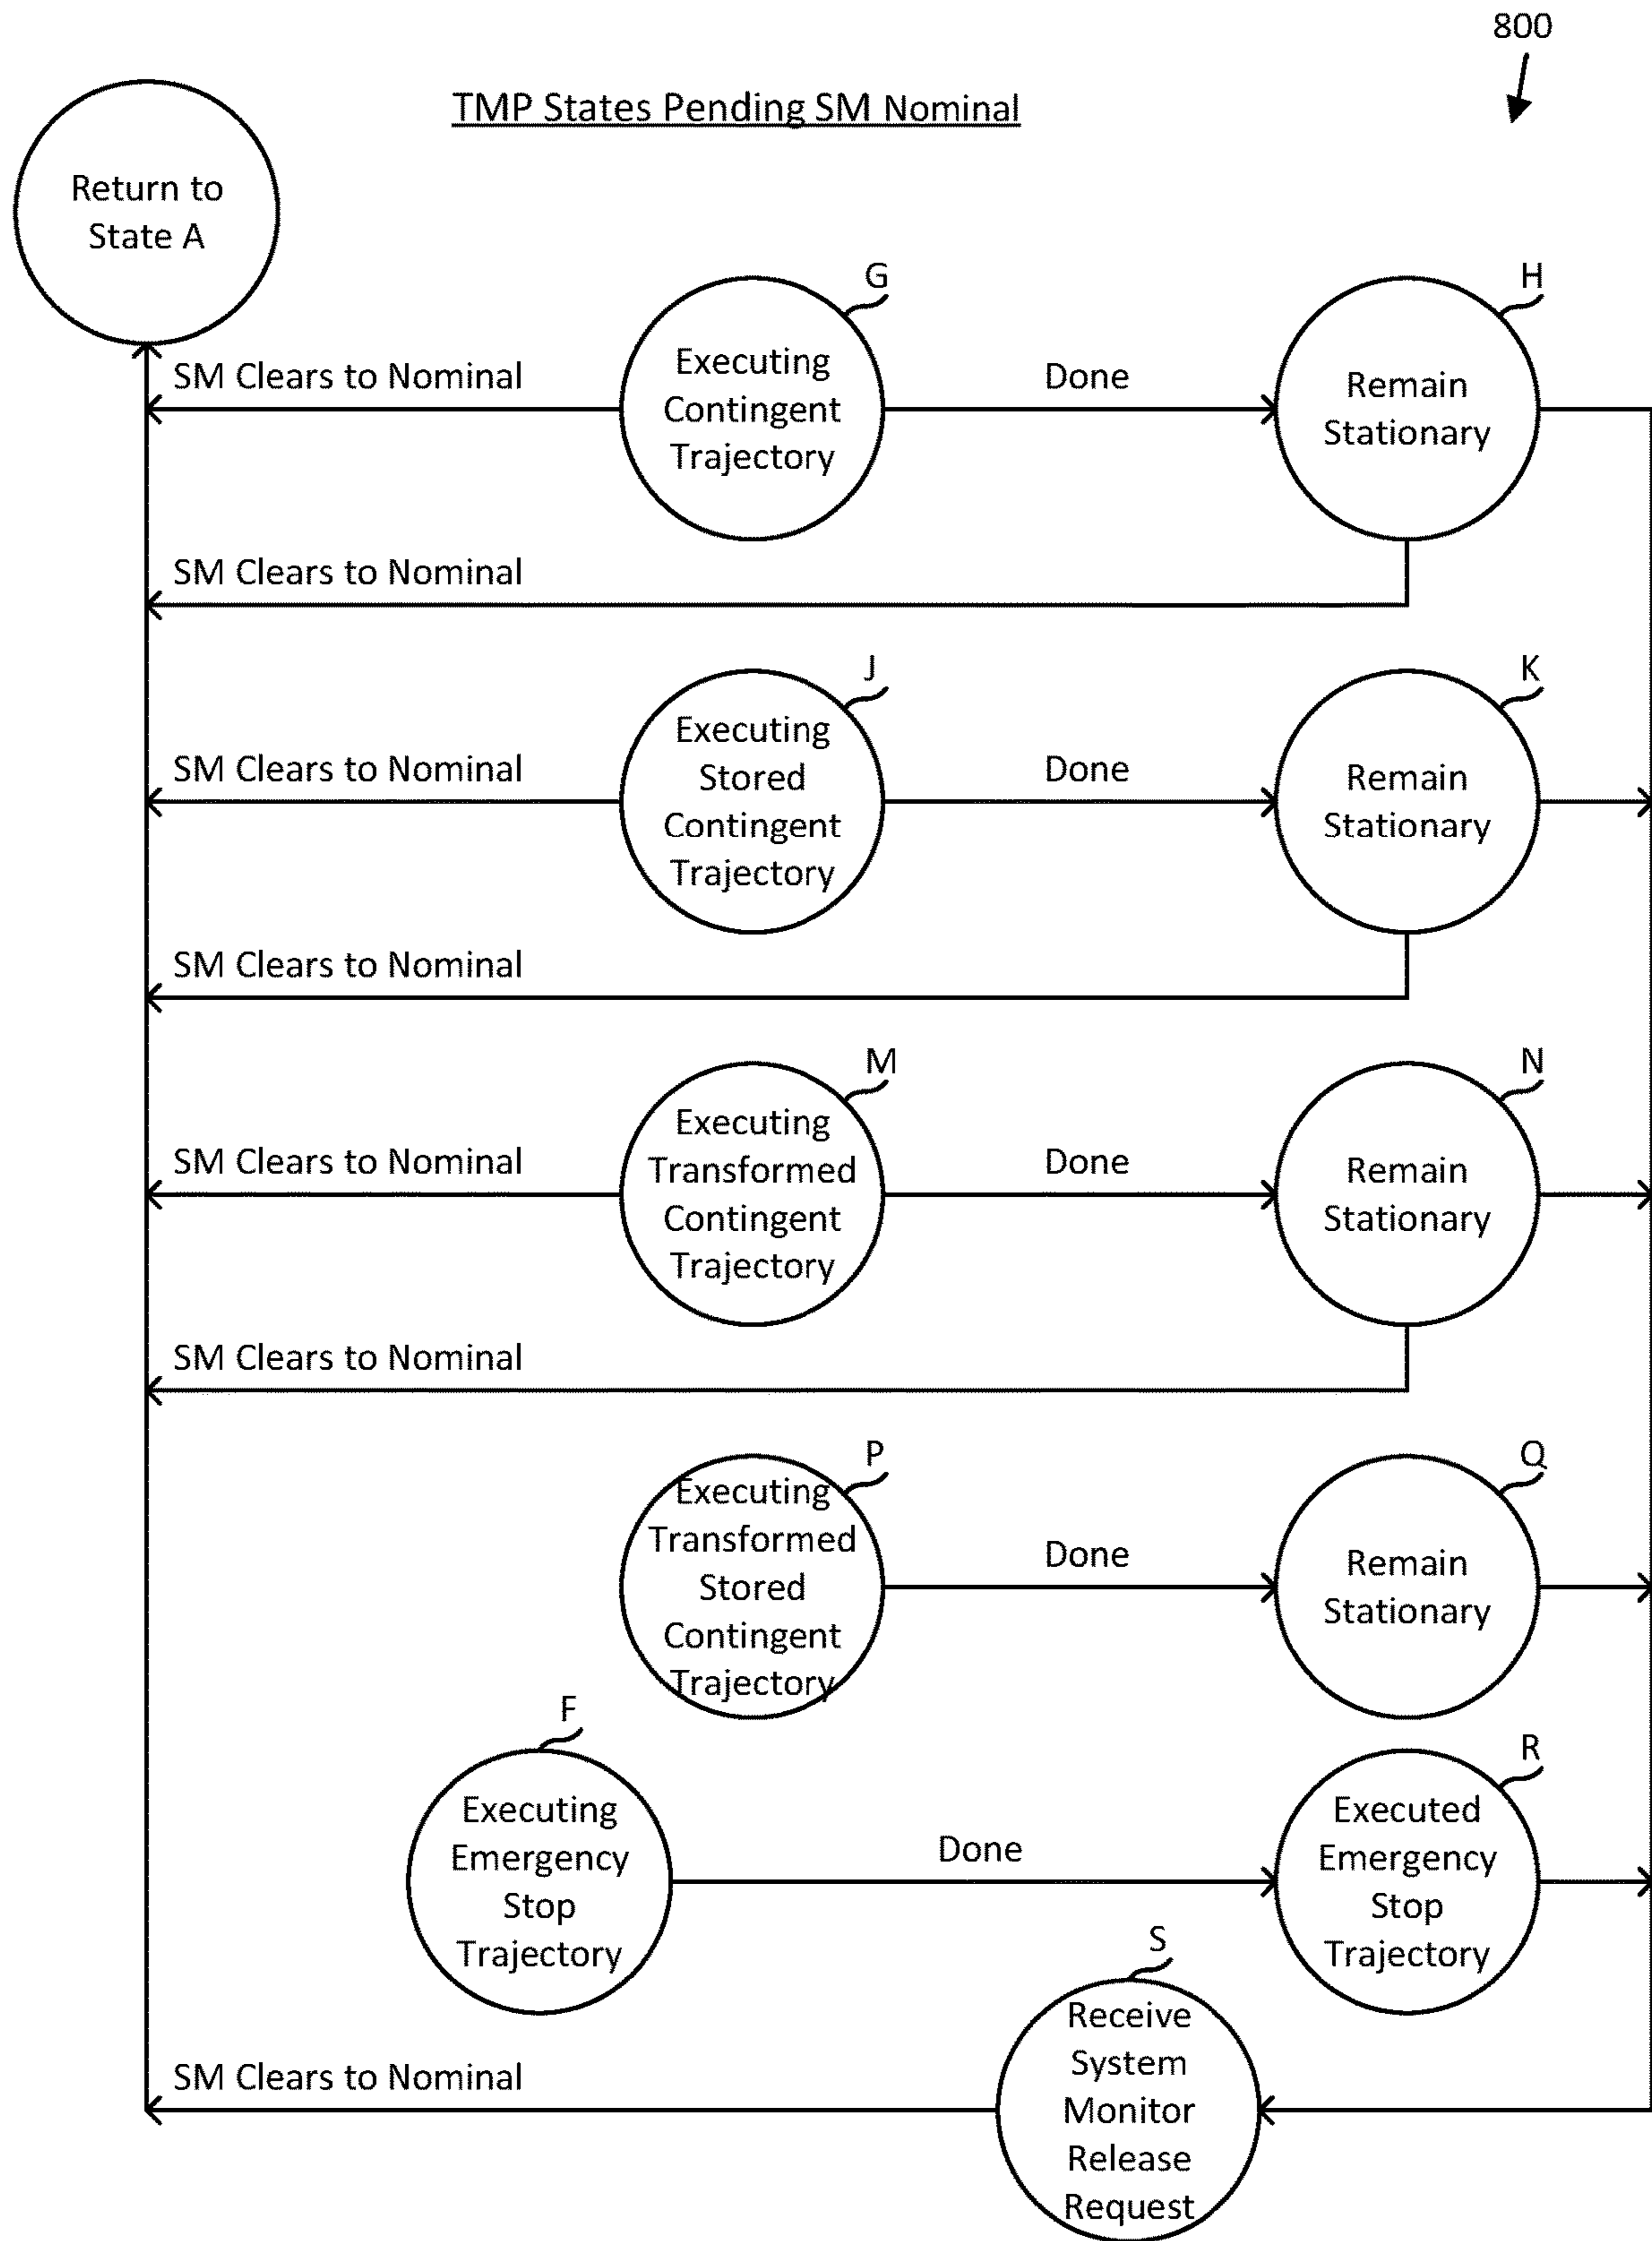 800
TMP States Pending SM Nominal
Return to
State A
G
H
SM Clears to Nominal
Executing
Contingent
Trajectory
Done
Remain
Stationary
SM Clears to Nominal
J
K
SM Clears to Nominal
Executing
Stored
Contingent
Trajectory
Done
Remain
Stationary
SM Clears to Nominal
M
N
SM Clears to Nominal
Executing
Transformed
Contingent
Trajectory
Done
Remain
Stationary
SM Clears to Nominal
P
Q
Executing
Transformed
Stored
Contingent
Trajectory
Done
Remain
Stationary
F
R
Executing
Emergency
Stop
Trajectory
Done
Executed
Emergency
Stop
Trajectory
S
SM Clears to Nominal
Receive
System
Monitor
Release
Request